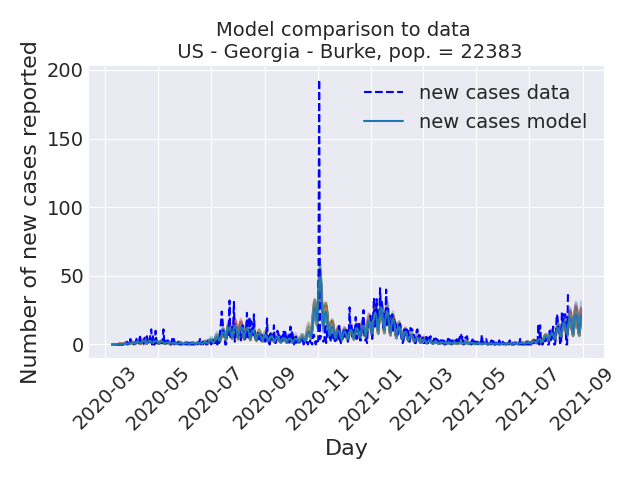 Model comparison to data
US - Georgia - Burke, pop. = 22383
Number of new cases reported
200
150
100
50
0
new cases data
new cases model
2020-03
2020-05
2020-07
2020-09
2020-11
2021-01
2021-03
2021-05
2021-07
2021-09
Day